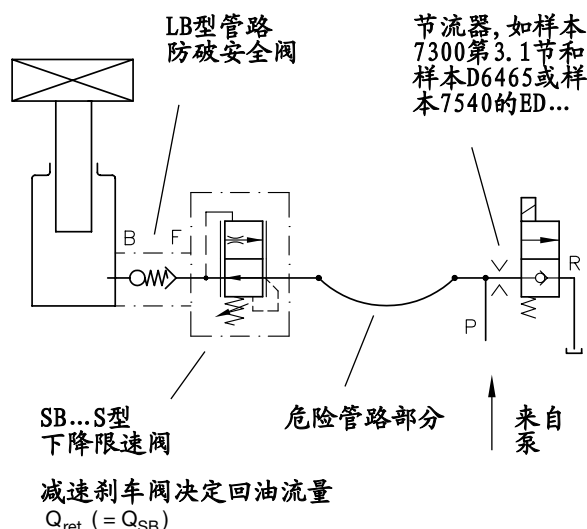 LB型管路
防破安全阀
节流器,如样本
7300第3.1节和
样本D6465或样
本7540的ED…
B
F
R
P
SB…S型
下降限速阀
危险管路部分
来自
泵
减速刹车阀决定回油流量
Qret (= QSB)